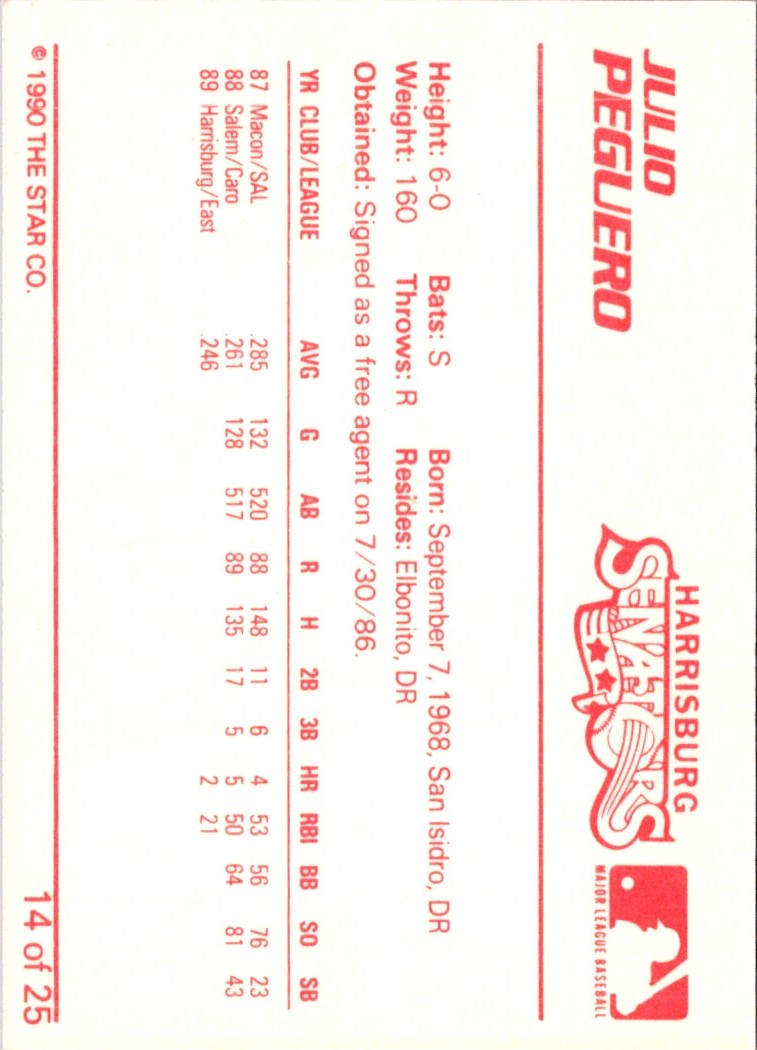 JULIO
PEGUERO
HARRISBURG
SENATORS
MAJOR LEAGUE BASEBALL
Height: 6-0 Bats: S Born: September 7, 1968, San Isidro, DR
Weight: 160 Throws: R Resides: Elbonito, DR
Obtained: Signed as a free agent on 7/30/86.
YR CLUB/LEAGUE AVG G AB R H 2B 3B HR RBI BB SO SB
87 Macon/SAL .285 132 520 88 148 11 6 4 53 56 76 23
88 Salem/Caro .261 128 517 89 135 17 5 5 50 64 81 43
89 Harrisburg/East .246 2 21
© 1990 THE STAR CO. 14 of 25